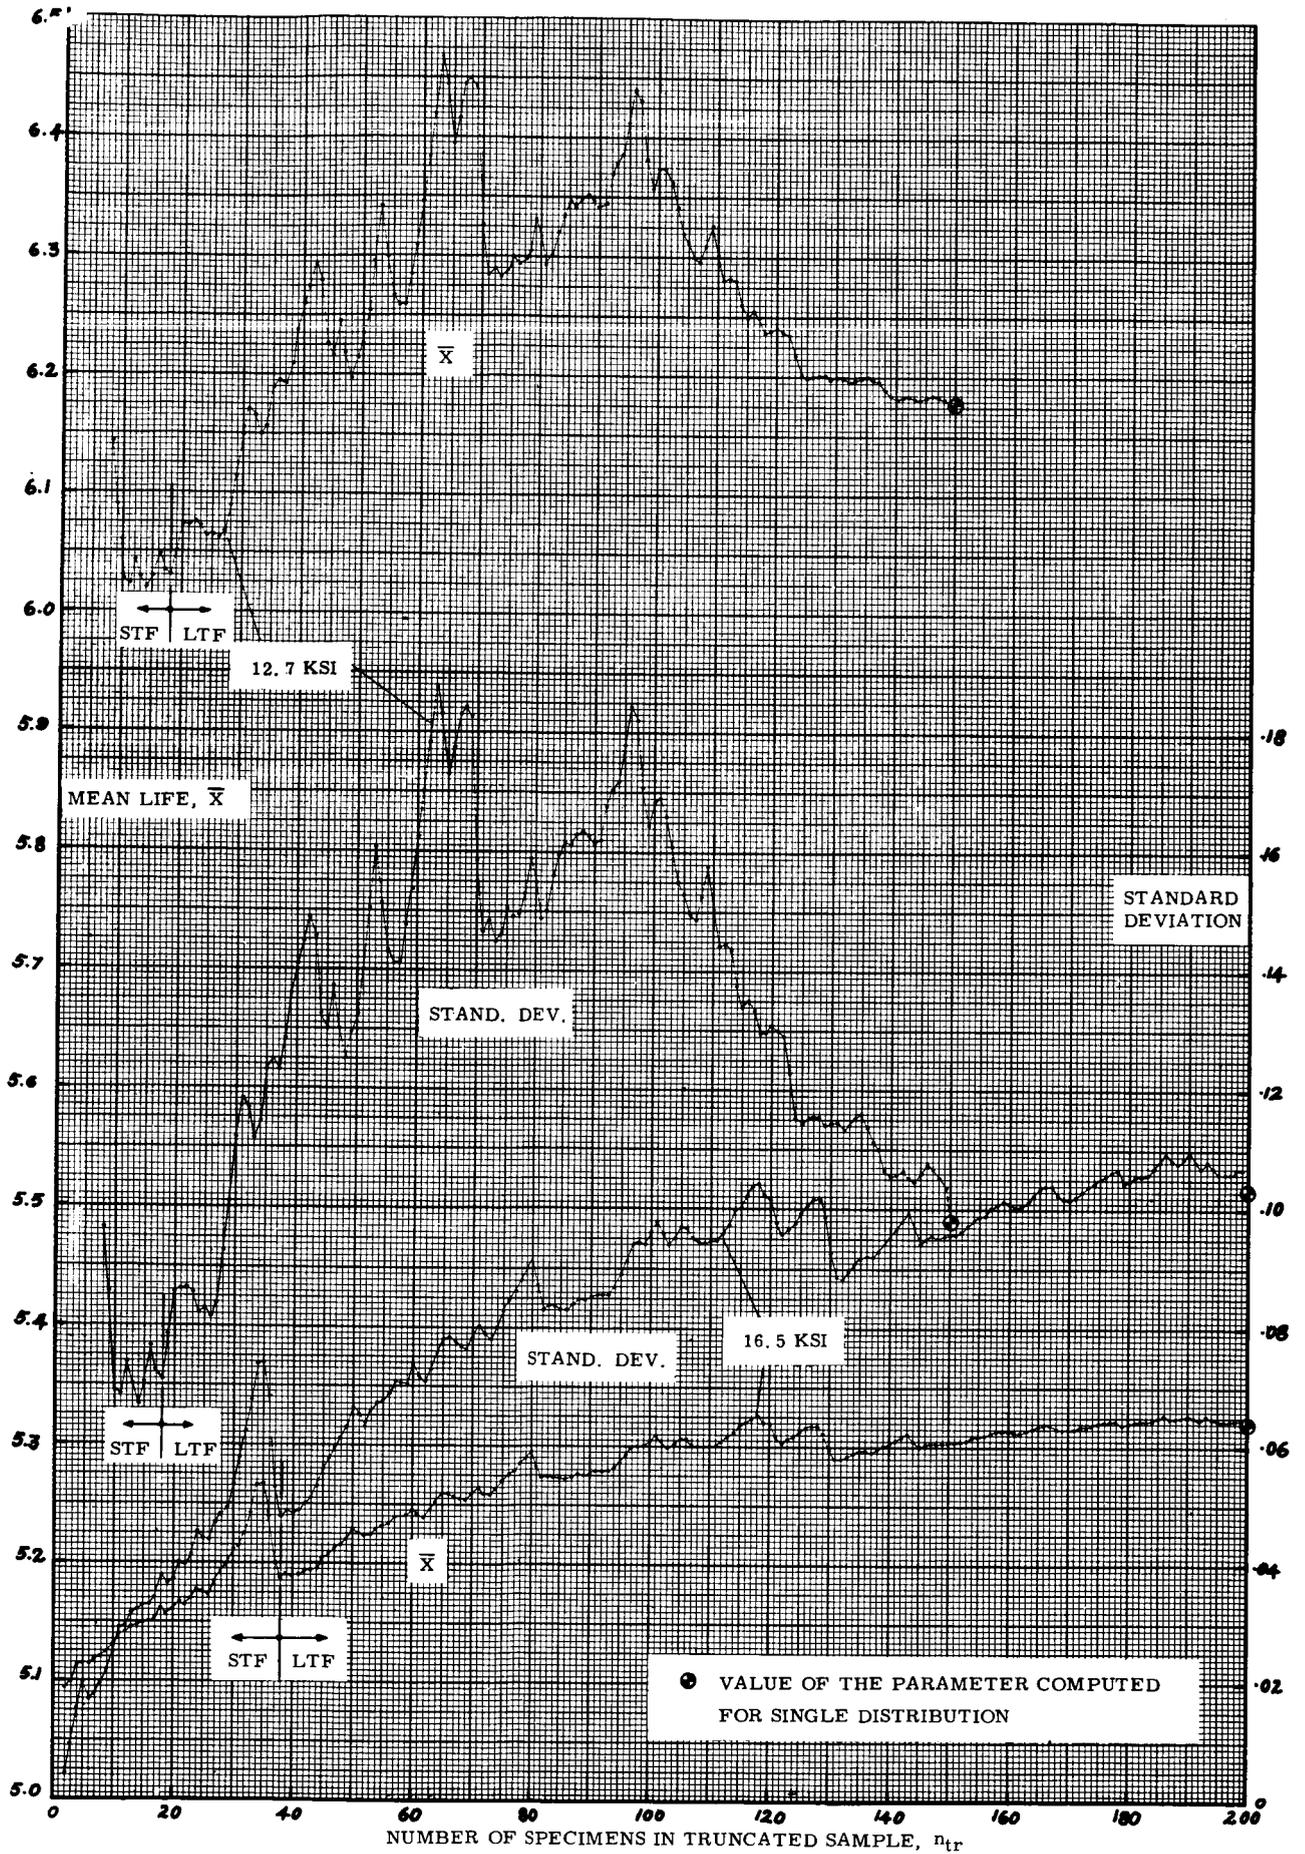 6.5
6.4
6.3
6.2
X̅
6.1
6.0
STF LTF
12.7 KSI
5.9
.18
MEAN LIFE, X̅
5.8
.16
STANDARD
DEVIATION
5.7
.14
STAND. DEV.
5.6
.12
5.5
.10
5.4
.08
16.5 KSI
STAND. DEV.
5.3
.06
STF LTF
5.2
.04
X̅
STF LTF
5.1
.02
VALUE OF THE PARAMETER COMPUTED
FOR SINGLE DISTRIBUTION
5.0
0
0 20 40 60 80 100 120 140 160 180 200
NUMBER OF SPECIMENS IN TRUNCATED SAMPLE, ntr